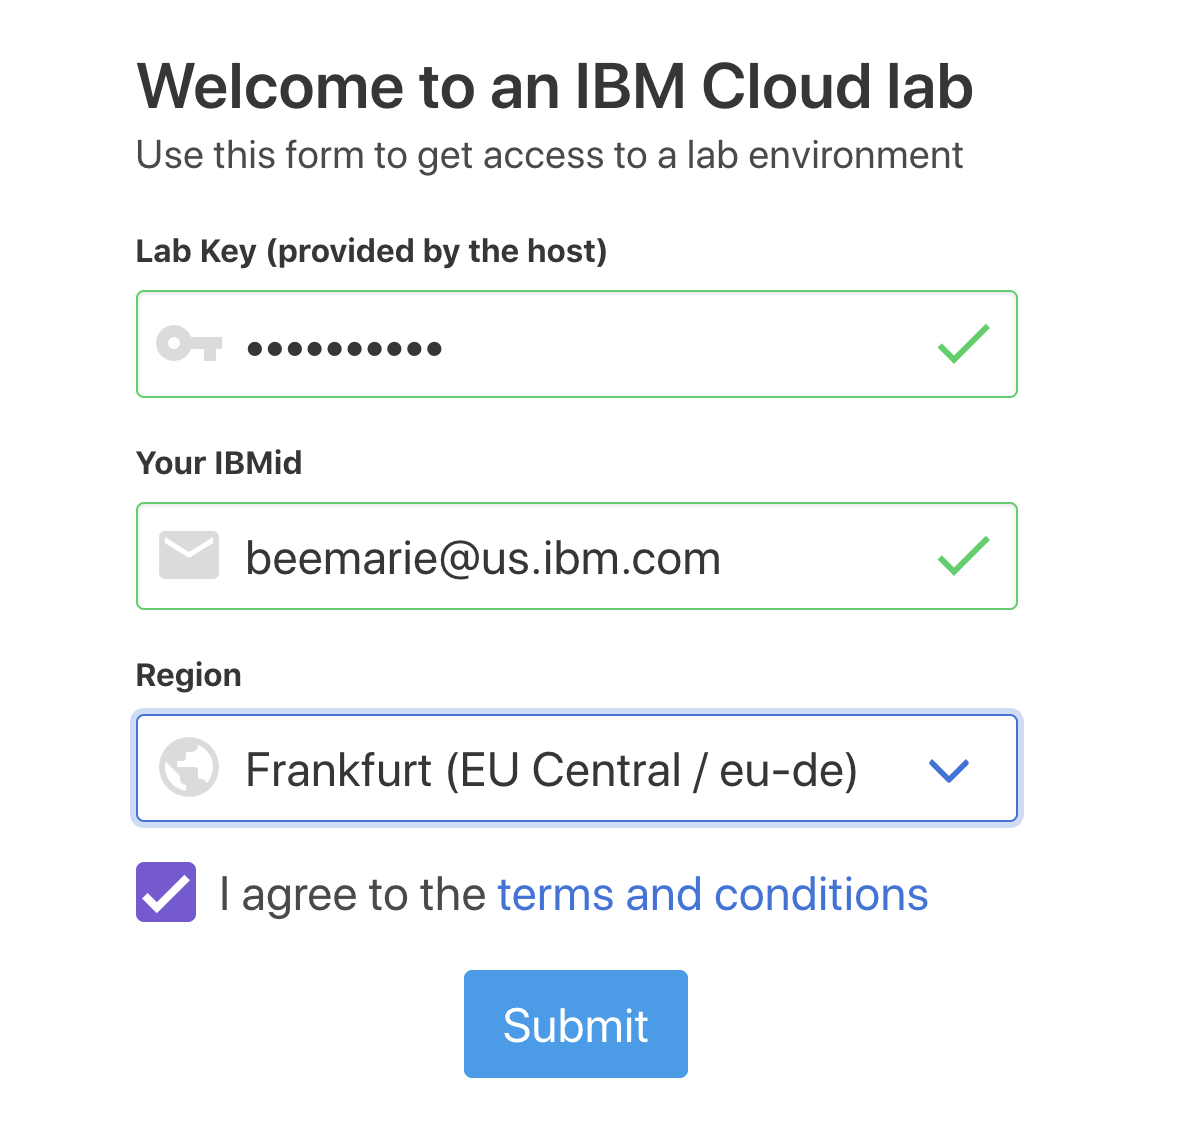 Welcome to an IBM Cloud lab
Use this form to get access to a lab environment
Lab Key (provided by the host)
••••••••••
Your IBMid
beemarie@us.ibm.com
Region
Frankfurt (EU Central / eu-de)
I agree to the terms and conditions
Submit